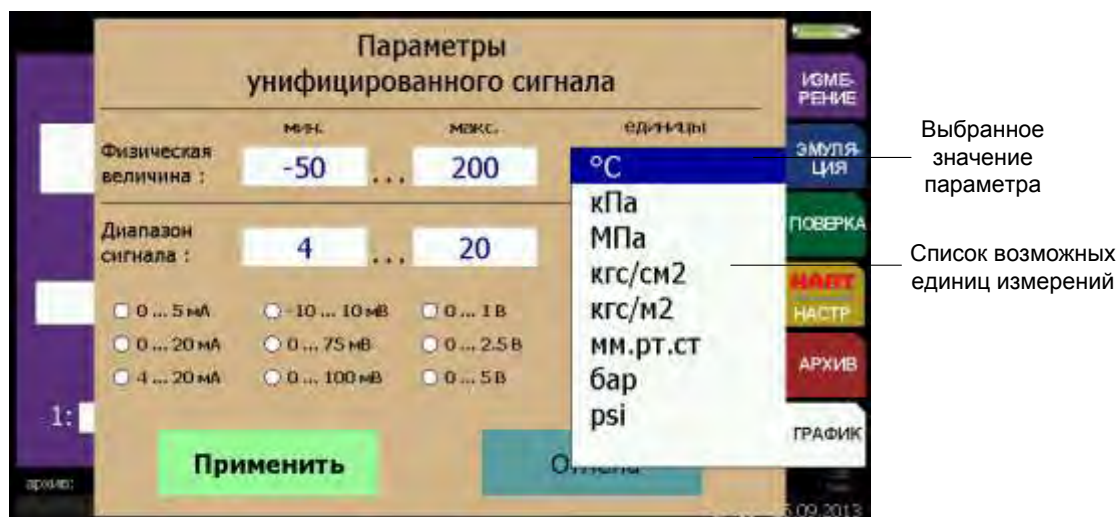 Параметры
унифицированного сигнала
мин. макс. единицы
Физическая
величина : -50 ... 200
°C
кПа
МПа
кгс/см2
кгс/м2
мм.рт.ст
бар
psi
Диапазон
сигнала : 4 ... 20
0 ... 5 мА -10 ... 10 мВ 0 ... 1 В
0 ... 20 мА 0 ... 75 мВ 0 ... 2.5 В
4 ... 20 мА 0 ... 100 мВ 0 ... 5 В
Применить
1:
архив:
ИЗМЕ-
РЕНИЕ
ЭМУЛЯ-
ЦИЯ
ПОВЕРКА
HART
НАСТР
АРХИВ
ГРАФИК
.09.2013
Выбранное
значение
параметра
Список возможных
единиц измерений